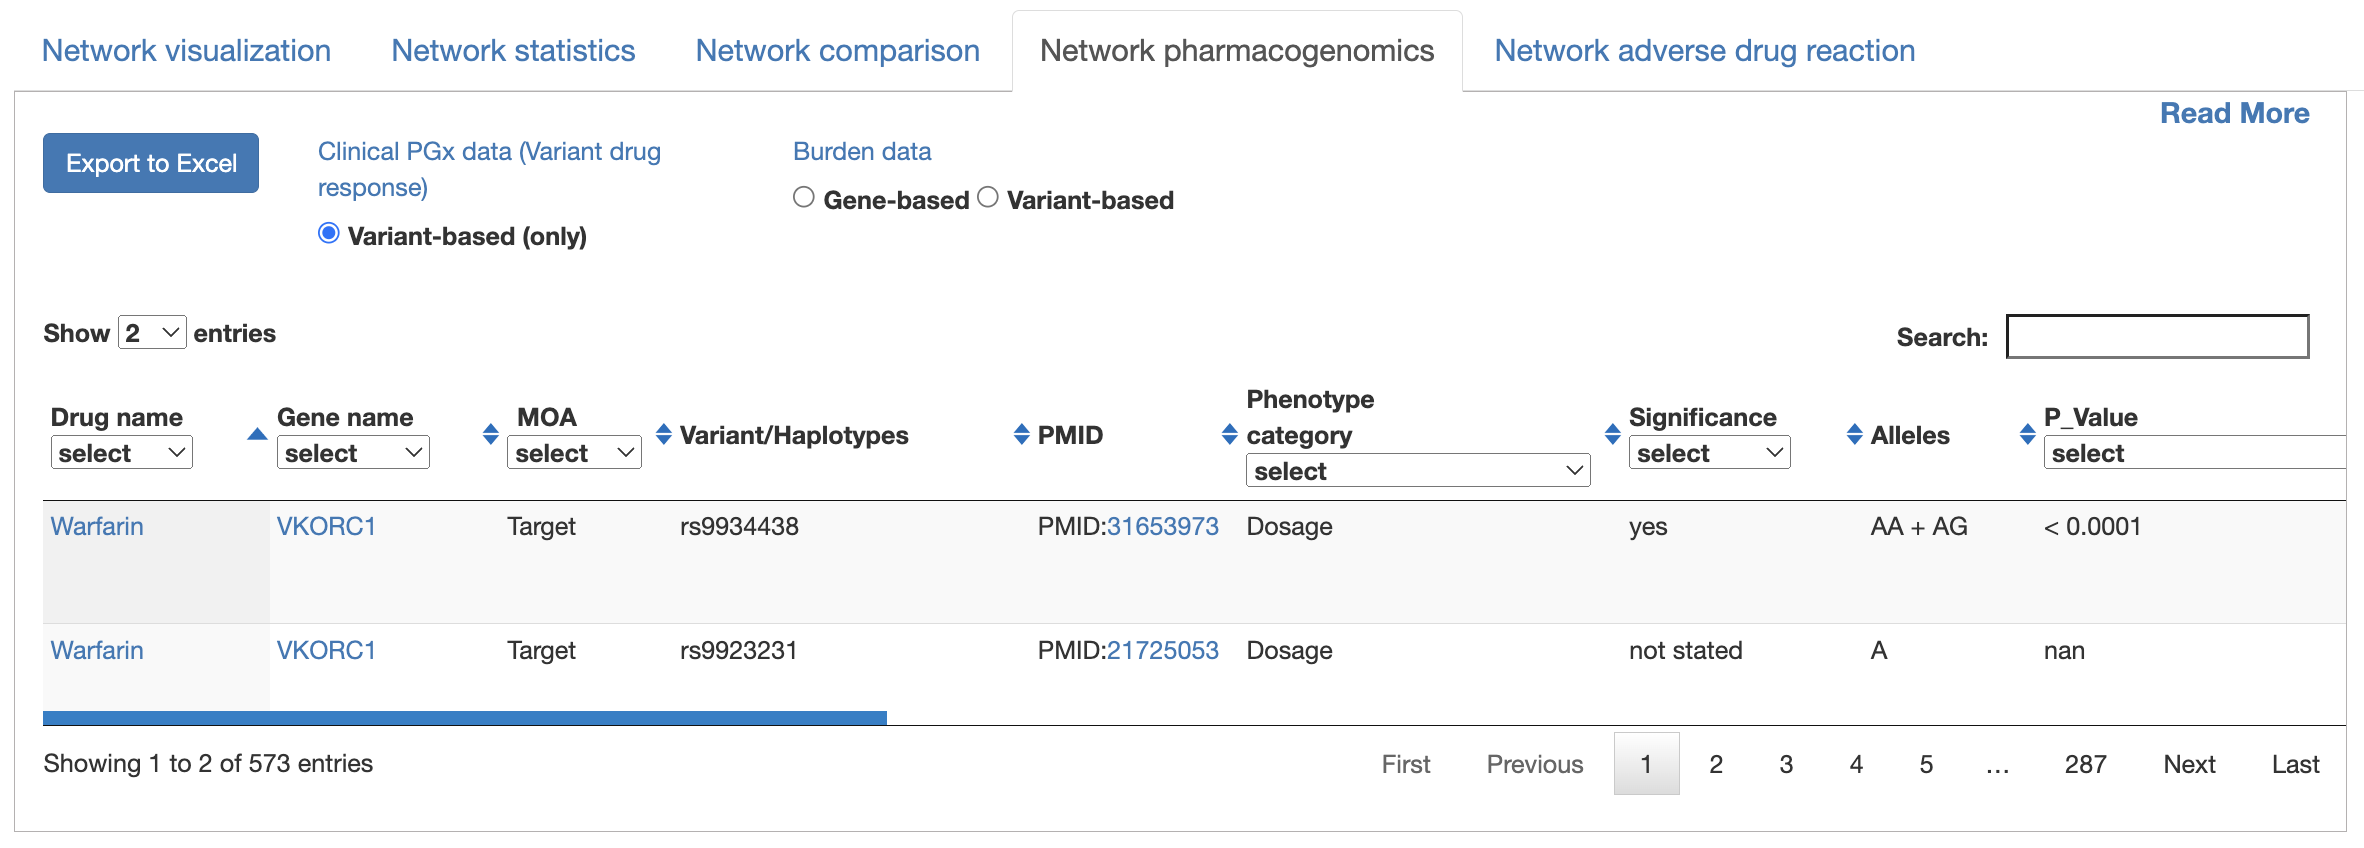 Network visualization Network statistics Network comparison Network pharmacogenomics Network adverse drug reaction
Read More
Export to Excel
Clinical PGx data (Variant drug
response)
Variant-based (only)
Burden data
Gene-based Variant-based
Show 2 entries
Search:
Drug name
select
Gene name
select
MOA
select
Variant/Haplotypes
PMID
Phenotype
category
select
Significance
select
Alleles
P_Value
select
Warfarin VKORC1 Target rs9934438 PMID:31653973 Dosage yes AA + AG < 0.0001
Warfarin VKORC1 Target rs9923231 PMID:21725053 Dosage not stated A nan
Showing 1 to 2 of 573 entries
First Previous 1 2 3 4 5 ... 287 Next Last